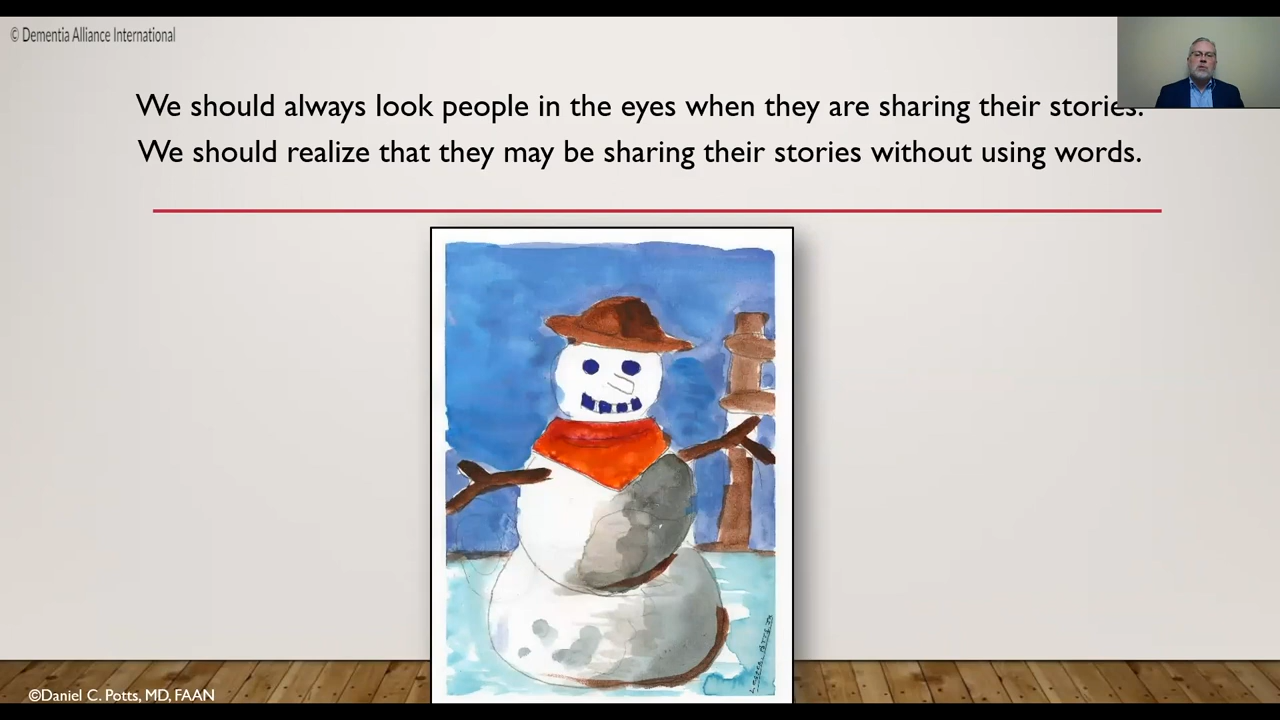 © Dementia Alliance International
We should always look people in the eyes when they are sharing their stories.
We should realize that they may be sharing their stories without using words.
©Daniel C. Potts, MD, FAAN